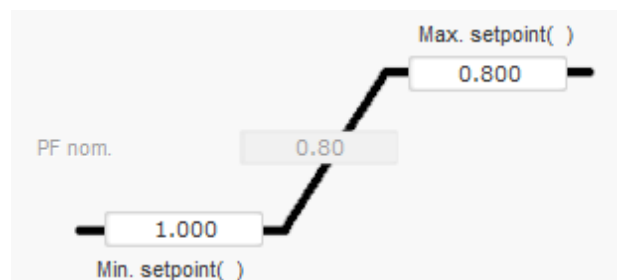 Max. setpoint( )
0.800
PF nom.
0.80
1.000
Min. setpoint( )